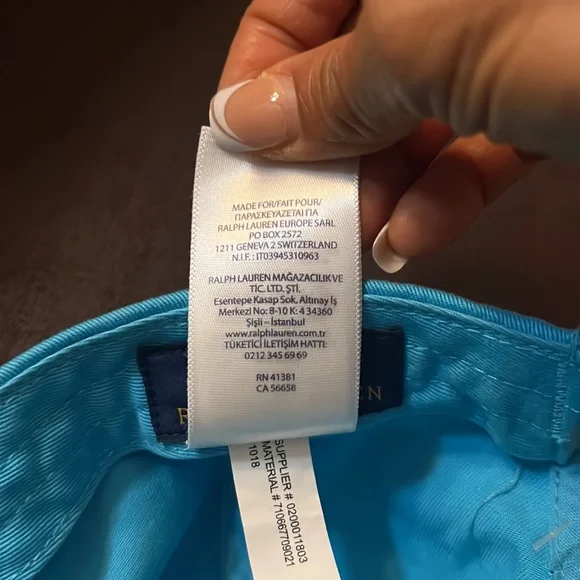 MADE FOR/FAIT POUR/
ΠΑΡΑΣΚΕΥΑΖΕΤΑΙ ΓΙΑ
RALPH LAUREN EUROPE SARL
PO BOX 2572
1211 GENEVA 2 SWITZERLAND
N.I.F.: IT03945310963
RALPH LAUREN MAĞAZACILIK VE
TİC. LTD. ŞTİ.
Esentepe Kasap Sok. Altınay İş
Merkezi No: 8-10 K: 4 34360
Şişli – İstanbul
www.ralphlauren.com.tr
TÜKETİCİ İLETİŞİM HATTI:
0212 345 69 69
RN 41381
CA 56658
SUPPLIER # 0200011803
MATERIAL # 710667709021
1018